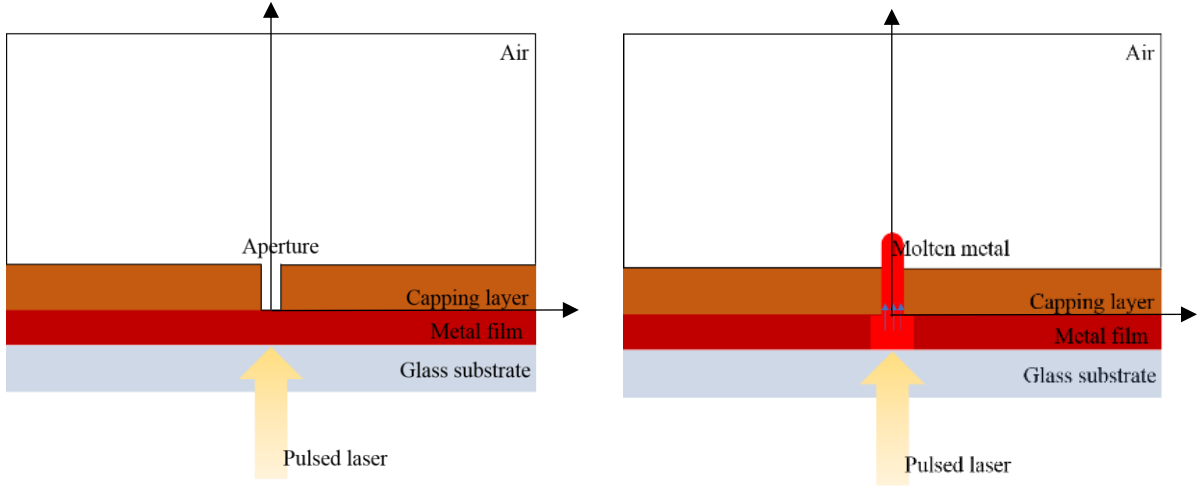 Air
Aperture
Capping layer
Metal film
Glass substrate
Pulsed laser
Air
Molten metal
Capping layer
Metal film
Glass substrate
Pulsed laser